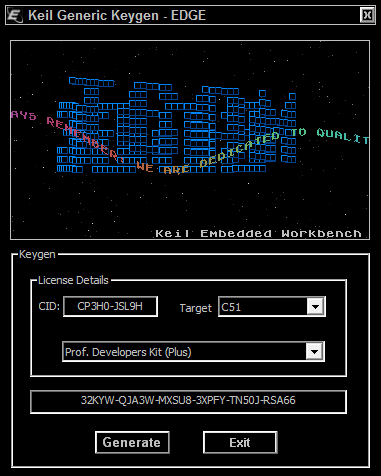 Keil Generic Keygen - EDGE
AYS REMEMBER! WE ARE DEDICATED TO QUALIT
Keil Embedded Workbench
Keygen
License Details
CID: CP3H0-JSL9H Target C51
Prof. Developers Kit (Plus)
32KYW-QJA3W-MXSU8-3XPFY-TN50J-RSA66
Generate Exit